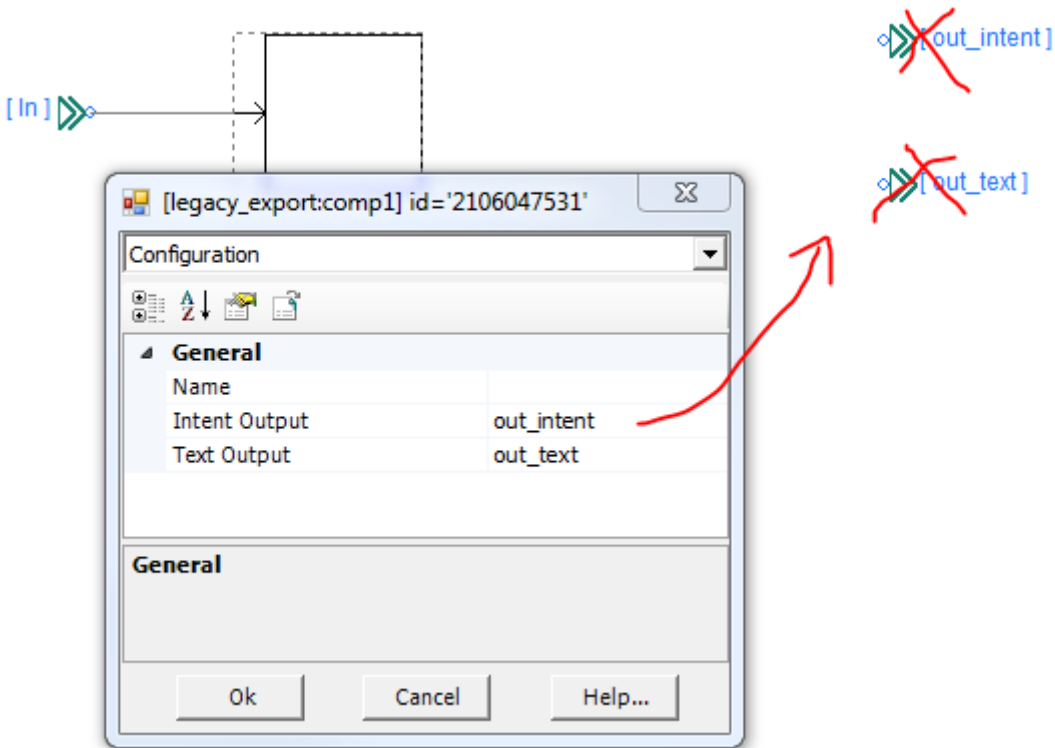 [ out_intent ]
[ In ]
[ out_text ]
[legacy_export:comp1] id='2106047531'
Configuration
General
Name
Intent Output out_intent
Text Output out_text
General
Ok Cancel Help...